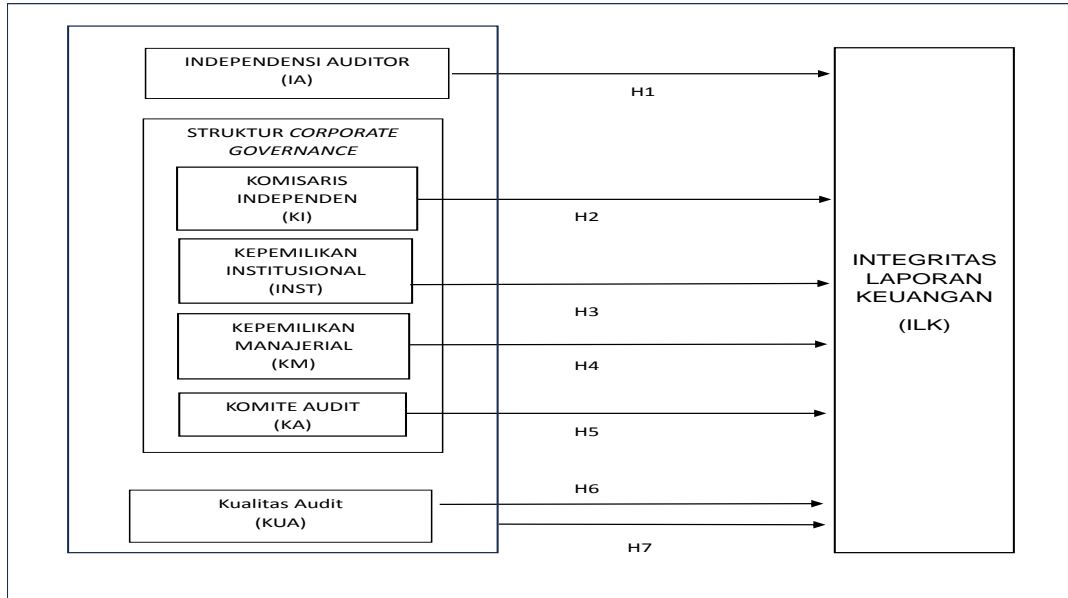 INDEPENDENSI AUDITOR
(IA)
H1
STRUKTUR CORPORATE
GOVERNANCE
KOMISARIS
INDEPENDEN
(KI)
H2
KEPEMILIKAN
INSTITUSIONAL
(INST)
H3
KEPEMILIKAN
MANAJERIAL
(KM)
H4
KOMITE AUDIT
(KA)
H5
Kualitas Audit
(KUA)
H6
H7
INTEGRITAS
LAPORAN
KEUANGAN
(ILK)